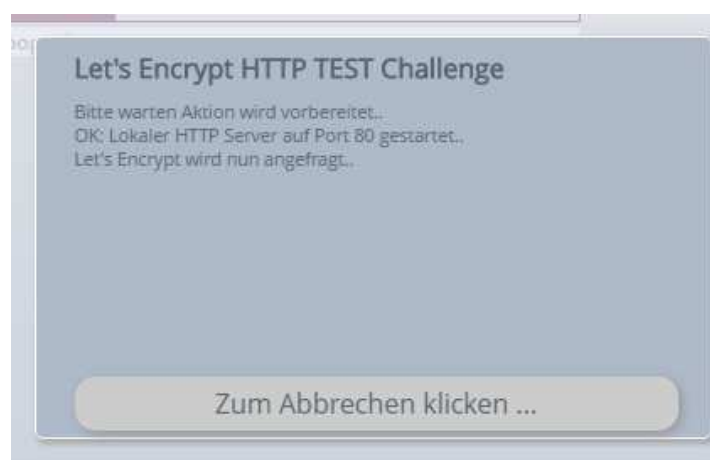 Let's Encrypt HTTP TEST Challenge
Bitte warten Aktion wird vorbereitet..
OK: Lokaler HTTP Server auf Port 80 gestartet..
Let's Encrypt wird nun angefragt..
Zum Abbrechen klicken ...